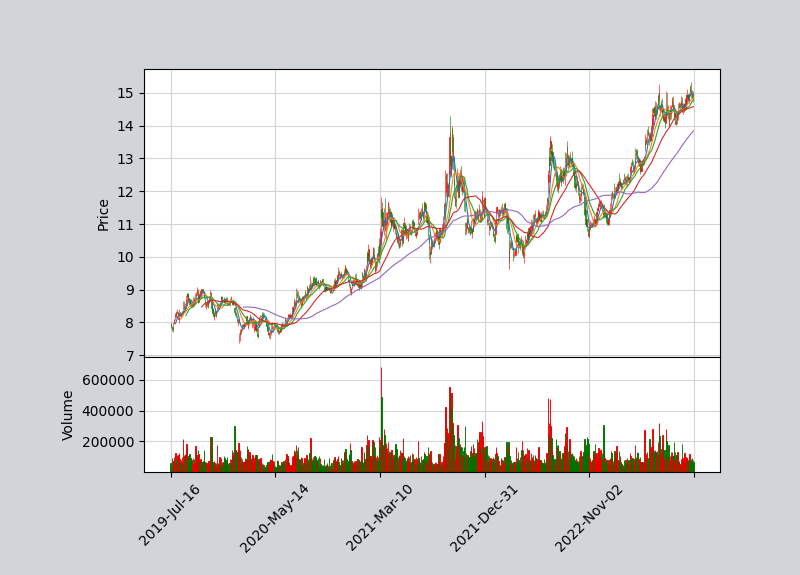 Price
15
14
13
12
11
10
9
8
7
Volume
600000
400000
200000
2019-Jul-16
2020-May-14
2021-Mar-10
2021-Dec-31
2022-Nov-02